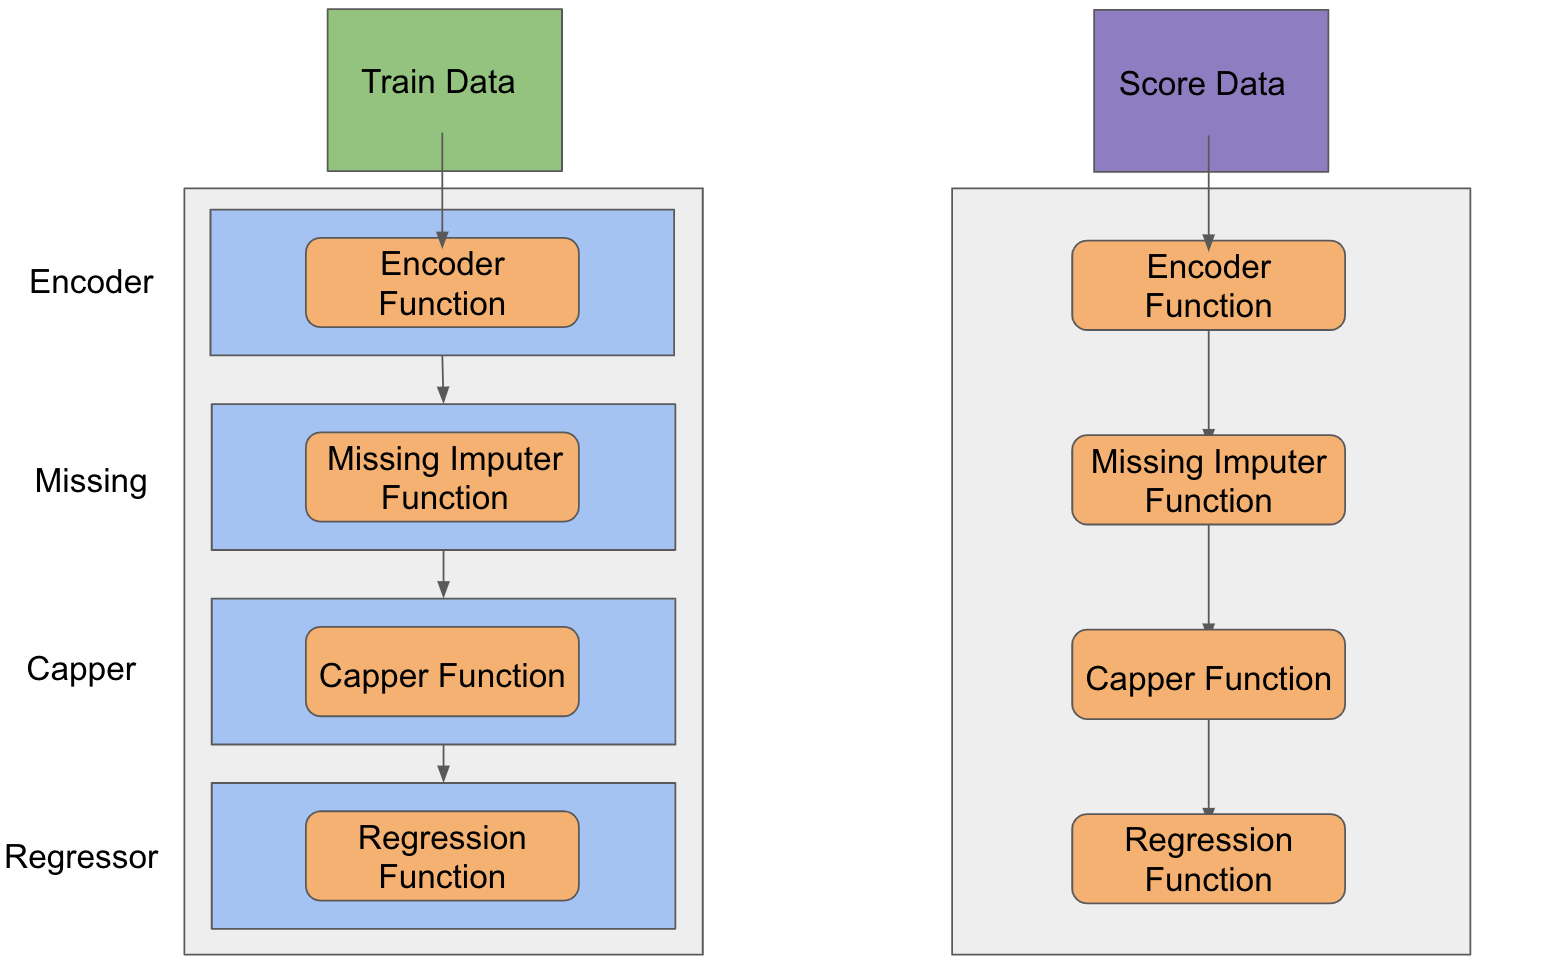 Train Data
Score Data
Encoder
Encoder
Function
Encoder
Function
Missing
Missing Imputer
Function
Missing Imputer
Function
Capper
Capper Function
Capper Function
Regressor
Regression
Function
Regression
Function